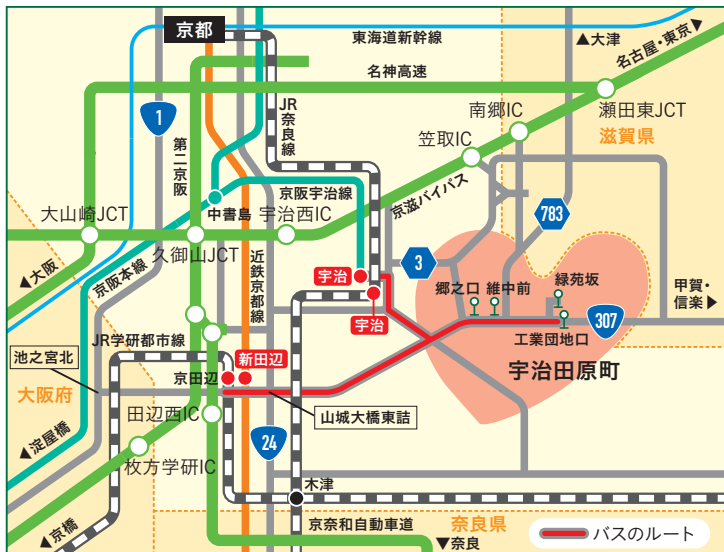 京都
東海道新幹線
▲大津
名古屋・東京▶
名神高速
1
JR奈良線
南郷IC
瀬田東JCT
滋賀県
笠取IC
第二京阪
京阪宇治線
京滋バイパス
783
大山崎JCT
中書島
宇治西IC
久御山JCT
3
▲大阪
京阪本線
近鉄京都線
宇治
宇治
郷之口
維中前
緑苑坂
甲賀・
信楽▶
307
工業団地口
JR学研都市線
池之宮北
新田辺
京田辺
宇治田原町
大阪府
田辺西IC
山城大橋東詰
▲淀屋橋
24
枚方学研IC
木津
▲京橋
京奈和自動車道
奈良県
▼奈良
バスのルート